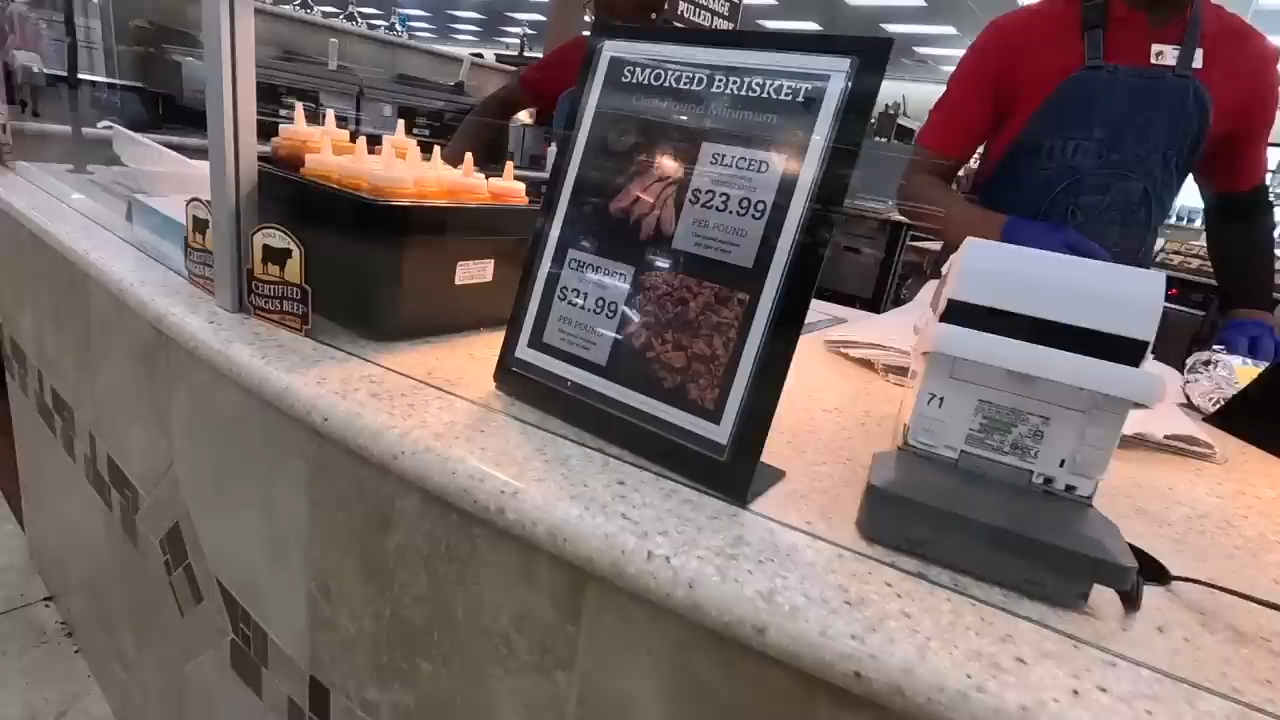 SAUSAGE
PULLED PORK
SMOKED BRISKET
One-Pound Minimum
SLICED
$23.99
PER POUND
CHOPPED
$21.99
PER POUND
CERTIFIED
ANGUS BEEF
CERTIFIED
ANGUS BEEF
71